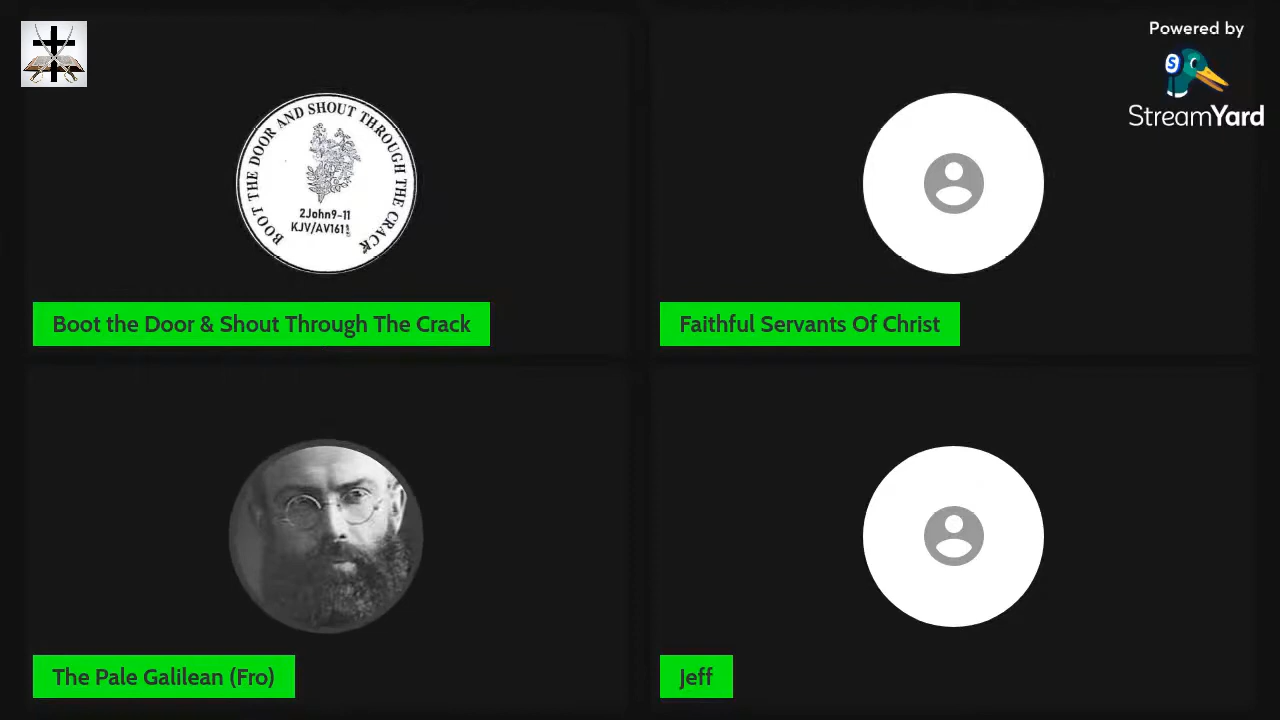 Powered by
StreamYard
BOOT THE DOOR AND SHOUT THROUGH THE CRACK
2John9-11
KJV/AV1611
Boot the Door & Shout Through The Crack
Faithful Servants Of Christ
The Pale Galilean (Fro)
Jeff